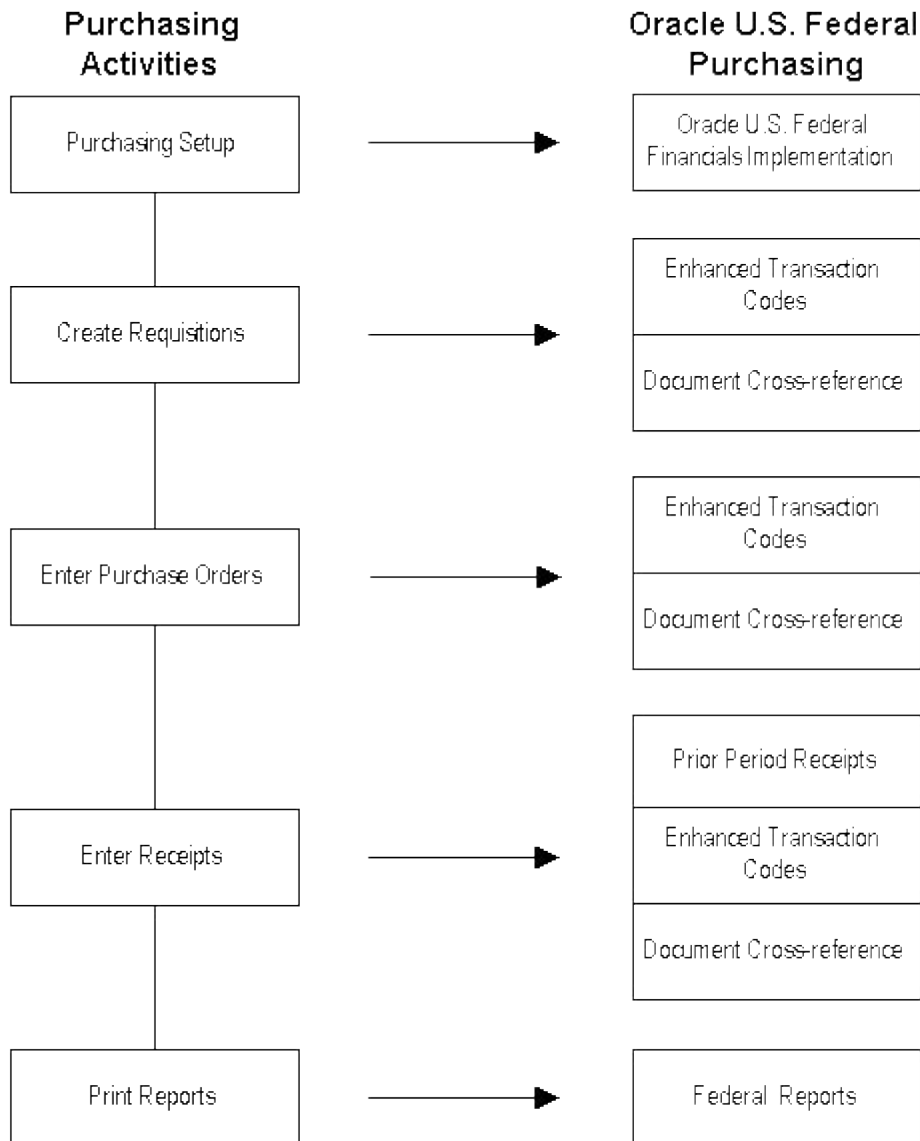 Purchasing
Activities
Oracle U.S. Federal
Purchasing
Purchasing Setup
Oracle U.S. Federal
Financials Implementation
Create Requisitions
Enhanced Transaction
Codes
Document Cross-reference
Enter Purchase Orders
Enhanced Transaction
Codes
Document Cross-reference
Enter Receipts
Prior Period Receipts
Enhanced Transaction
Codes
Document Cross-reference
Print Reports
Federal Reports